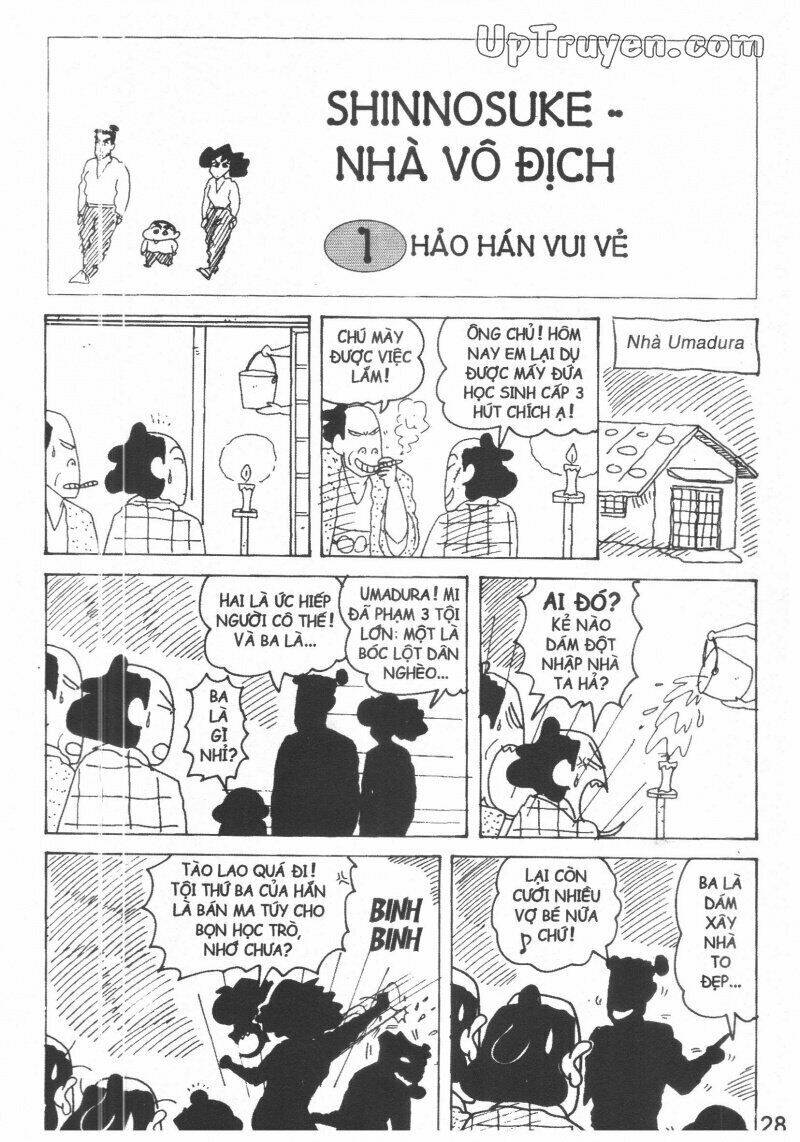 UpTruyen.com
SHINNOSUKE -
NHÀ VÔ ĐỊCH
1 HẢO HÁN VUI VẺ
Nhà Umadura
ÔNG CHỦ! HÔM
NAY EM LẠI DỤ
ĐƯỢC MẤY ĐỨA
HỌC SINH CẤP 3
HÚT CHÍCH Ạ!
CHÚ MÀY
ĐƯỢC VIỆC
LẮM!
AI ĐÓ?
KẺ NÀO
DÁM ĐỘT
NHẬP NHÀ
TA HẢ?
UMADURA! MI
ĐÃ PHẠM 3 TỘI
LỚN: MỘT LÀ
BÓC LỘT DÂN
NGHÈO...
HAI LÀ ỨC HIẾP
NGƯỜI CÔ THẾ!
VÀ BA LÀ...
BA
LÀ
GÌ
NHỈ?
BA LÀ
DÁM
XÂY
NHÀ
TO
ĐẸP...
LẠI CÒN
CƯỚI NHIỀU
VỢ BÉ NỮA
CHỨ!
TÀO LAO QUÁ ĐI!
TỘI THỨ BA CỦA HẮN
LÀ BÁN MA TÚY CHO
BỌN HỌC TRÒ,
NHỚ CHƯA?
BINH
BINH
28